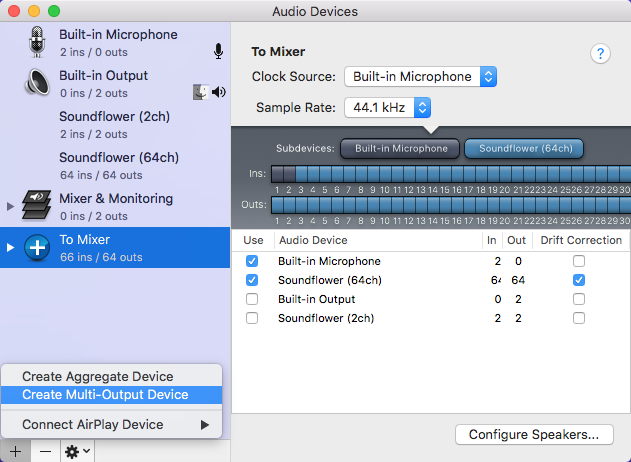 Audio Devices
Built-in Microphone
2 ins / 0 outs
Built-in Output
0 ins / 2 outs
Soundflower (2ch)
2 ins / 2 outs
Soundflower (64ch)
64 ins / 64 outs
Mixer & Monitoring
0 ins / 2 outs
To Mixer
66 ins / 64 outs
Create Aggregate Device
Create Multi-Output Device
Connect AirPlay Device
To Mixer
?
Clock Source: Built-in Microphone
Sample Rate: 44.1 kHz
Subdevices: Built-in Microphone Soundflower (64ch)
Ins:
1 2 3 4 5 6 7 8 9 10 11 12 13 14 15 16 17 18 19 20 21 22 23 24 25 26 27 28 29 30
Outs:
1 2 3 4 5 6 7 8 9 10 11 12 13 14 15 16 17 18 19 20 21 22 23 24 25 26 27 28 29 30
Use Audio Device In Out Drift Correction
Built-in Microphone 2 0
Soundflower (64ch) 64 64
Built-in Output 0 2
Soundflower (2ch) 2 2
Configure Speakers...